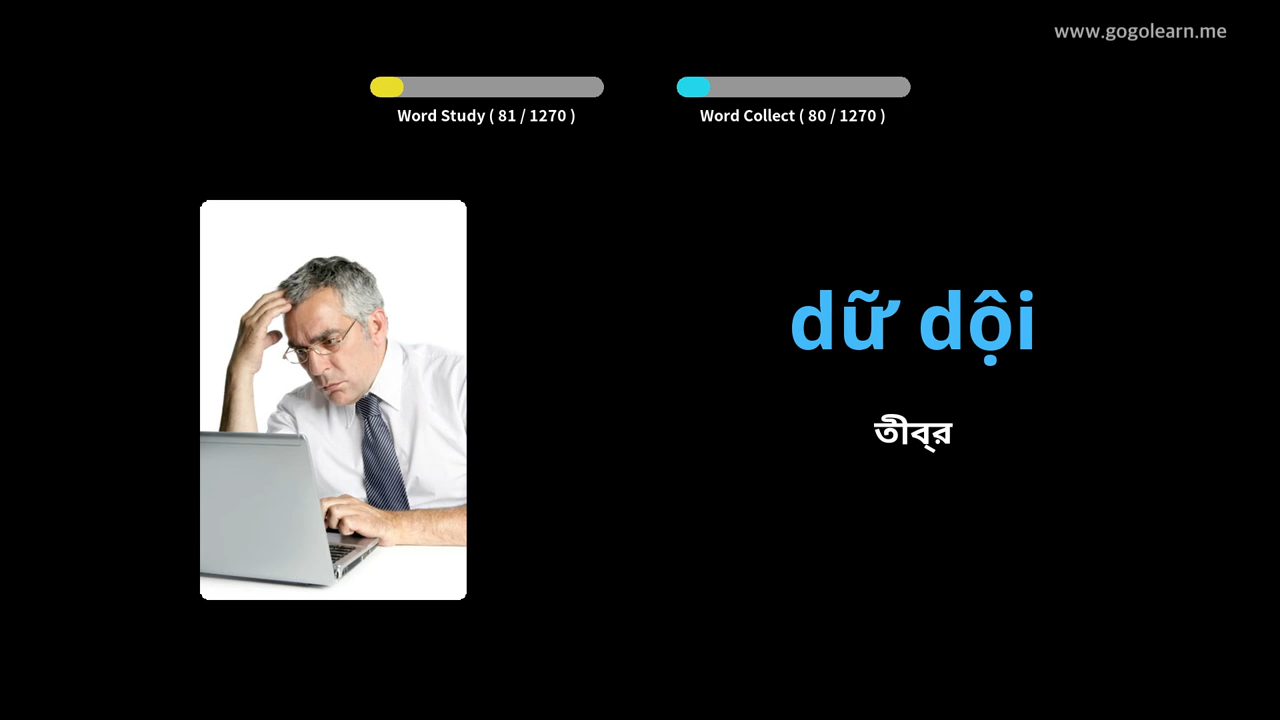 www.gogolearn.me
Word Study ( 81 / 1270 )
Word Collect ( 80 / 1270 )
dữ dội
তীব্র